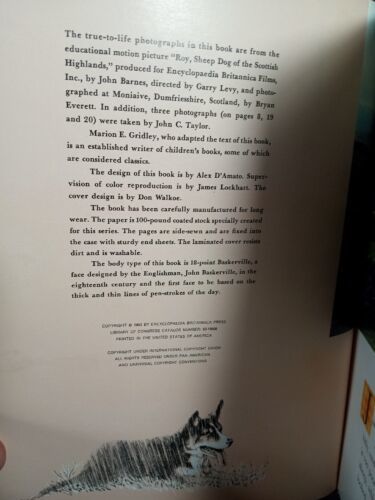 The true-to-life photographs in this book are from the
educational motion picture "Roy, Sheep Dog of the Scottish
Highlands," produced for Encyclopaedia Britannica Films,
Inc., by John Barnes, directed by Garry Levy, and photo-
graphed at Moniaive, Dumfriesshire, Scotland, by Bryan
Everett. In addition, three photographs (on pages 8, 19
and 20) were taken by John C. Taylor.
Marion E. Gridley, who adapted the text of this book,
is an established writer of children's books, some of which
are considered classics.
The design of this book is by Alex D'Amato. Super-
vision of color reproduction is by James Lockhart. The
cover design is by Don Walkoe.
The book has been carefully manufactured for long
wear. The paper is 100-pound coated stock specially created
for this series. The pages are side-sewn and are fixed into
the case with sturdy end sheets. The laminated cover resists
dirt and is washable.
The body type of this book is 18-point Baskerville, a
face designed by the Englishman, John Baskerville, in the
eighteenth century and the first face to be based on the
thick and thin lines of pen-strokes of the day.
COPYRIGHT © BY ENCYCLOPAEDIA BRITANNICA PRESS
LIBRARY OF CONGRESS CATALOG NUMBER:
PRINTED IN THE UNITED STATES OF AMERICA
COPYRIGHT UNDER INTERNATIONAL COPYRIGHT UNION
ALL RIGHTS RESERVED UNDER PAN AMERICAN
AND UNIVERSAL COPYRIGHT CONVENTIONS